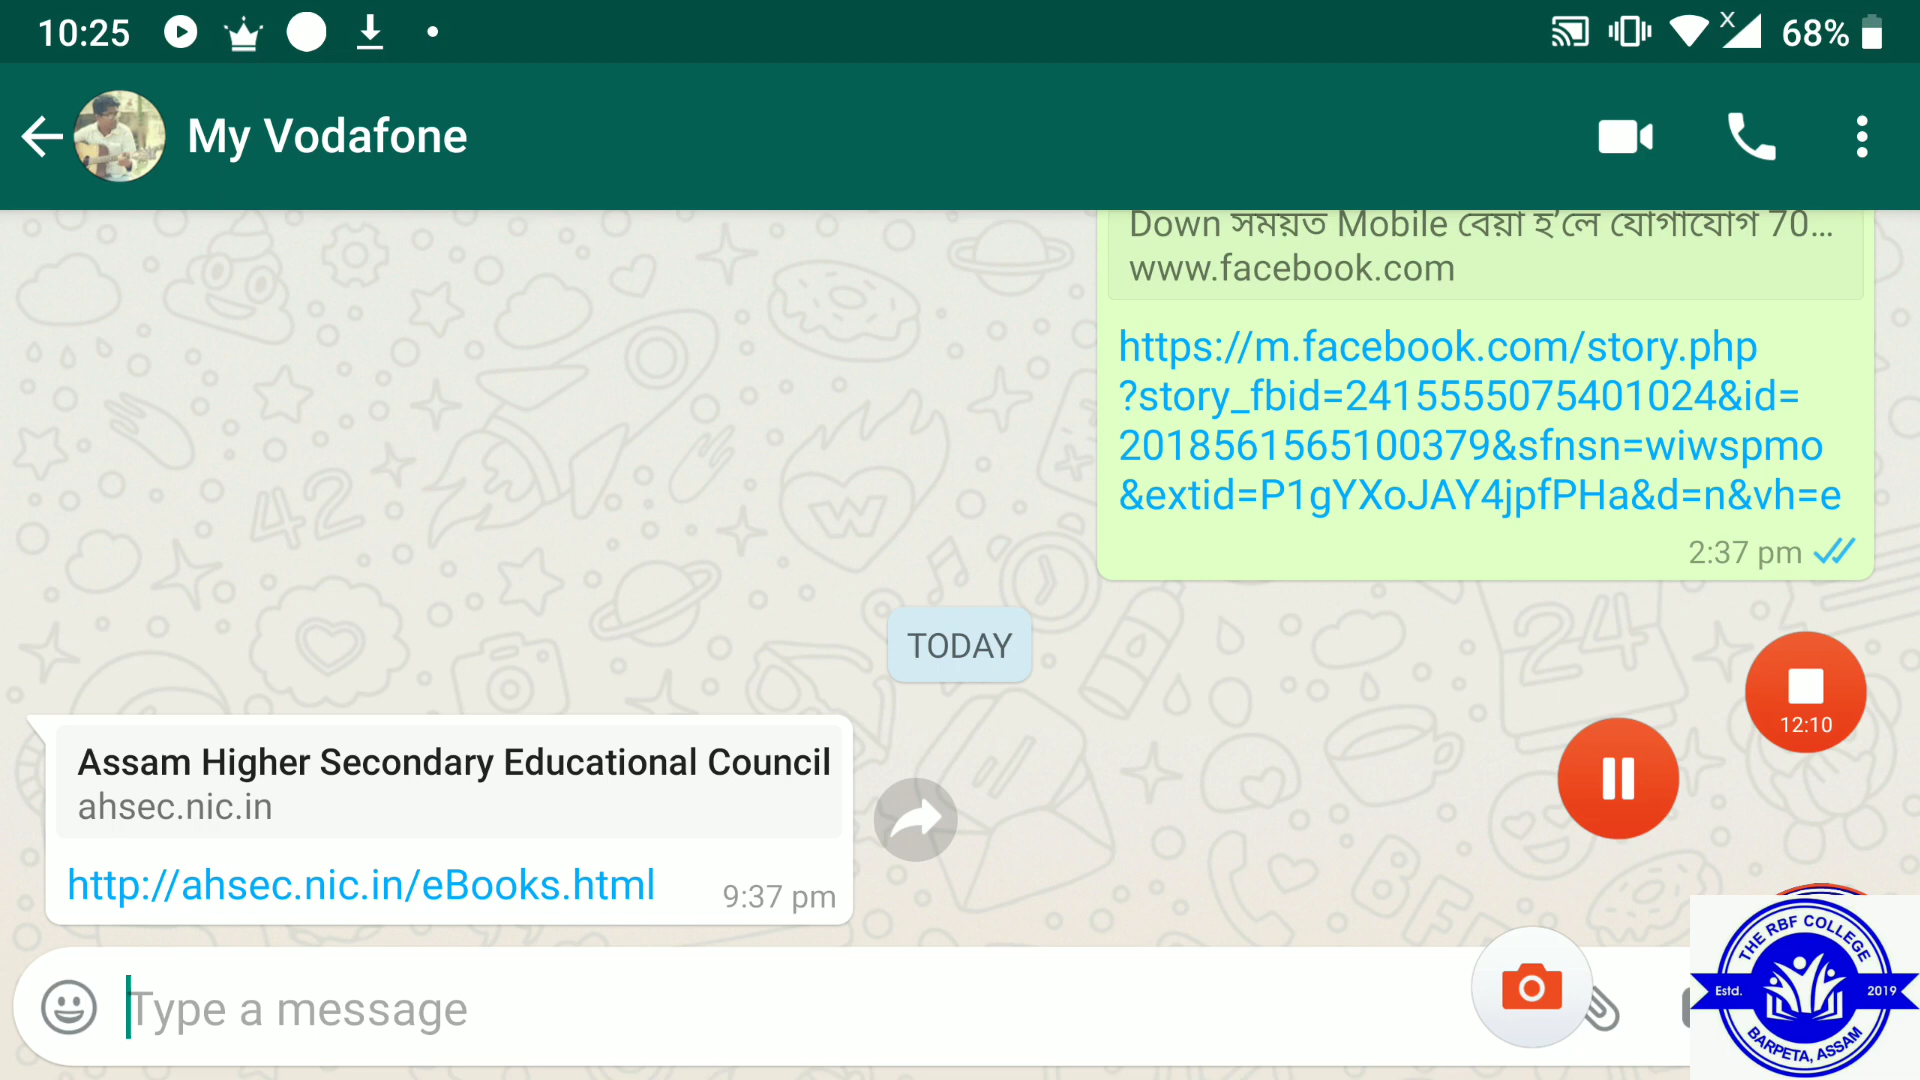 10:25
68%
My Vodafone
Down সময়ত Mobile বেয়া হ'লে যোগাযোগ 70...
www.facebook.com
https://m.facebook.com/story.php
?story_fbid=2415555075401024&id=
2018561565100379&sfnsn=wiwspmo
&extid=P1gYXoJAY4jpfPHa&d=n&vh=e
2:37 pm
TODAY
12:10
Assam Higher Secondary Educational Council
ahsec.nic.in
http://ahsec.nic.in/eBooks.html
9:37 pm
Type a message
THE RBF COLLEGE
Estd. 2019
BARPETA, ASSAM